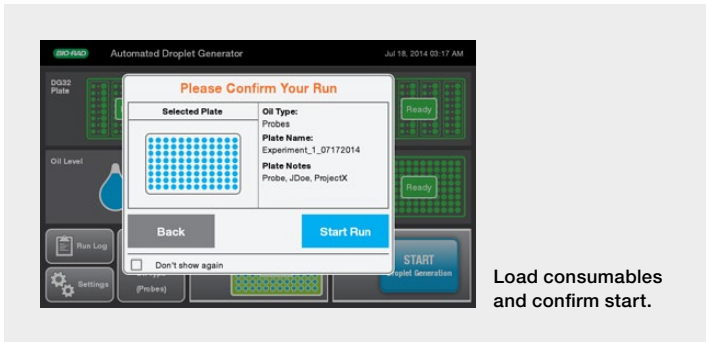 BIO-RAD Automated Droplet Generator Jul 18, 2014 03:17 AM
DG32
Plate
Please Confirm Your Run
Selected Plate
Oil Type:
Probes
Plate Name:
Experiment_1_07172014
Plate Notes
Probe, JDoe, ProjectX
Ready
Oil Level
Ready
Back
Start Run
Don't show again
Run Log
Settings
(Probes)
START
Droplet Generation
Load consumables
and confirm start.